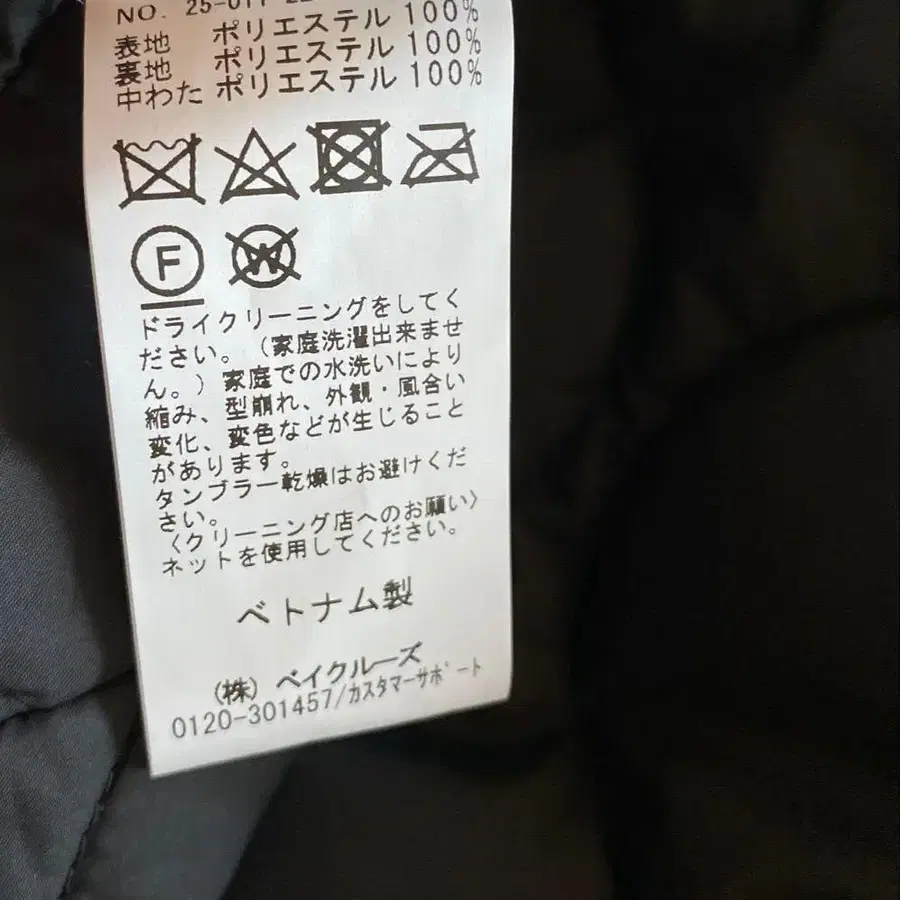 NO. 25-011-22
表地 ポリエステル 100%
裏地 ポリエステル 100%
中わた ポリエステル 100%
F W
ドライクリーニングをしてく
ださい。（家庭洗濯出来ませ
ん。）家庭での水洗いにより
縮み、型崩れ、外観・風合い
変化、変色などが生じること
があります。
タンブラー乾燥はお避けくだ
さい。
〈クリーニング店へのお願い〉
ネットを使用してください。
ベトナム製
（株）ベイクルーズ
0120-301457/カスタマーサポート